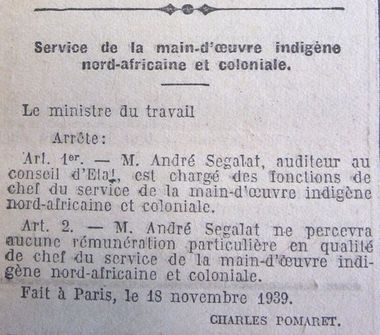 Service de la main-d'œuvre indigène
nord-africaine et coloniale.
Le ministre du travail
Arrête:
Art. 1er. — M. André Segalat, auditeur au
conseil d'Etat, est chargé des fonctions de
chef du service de la main-d'œuvre indigène
nord-africaine et coloniale.
Art. 2. — M. André Segalat ne percevra
aucune rémunération particulière en qualité
de chef du service de la main-d'œuvre indi-
gène nord-africaine et coloniale.
Fait à Paris, le 18 novembre 1939.
CHARLES POMARET.